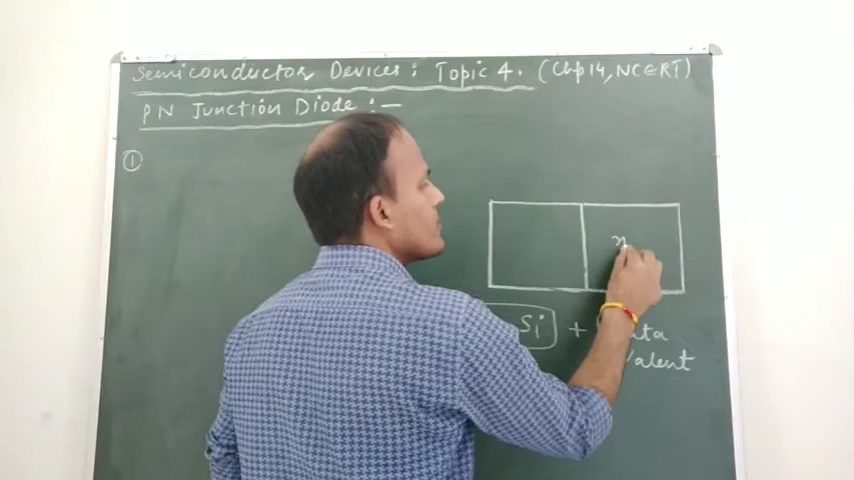 Semiconductor Devices: Topic 4. (Chp 14, NCERT)
PN Junction Diode :-
①
n
Si +
valent